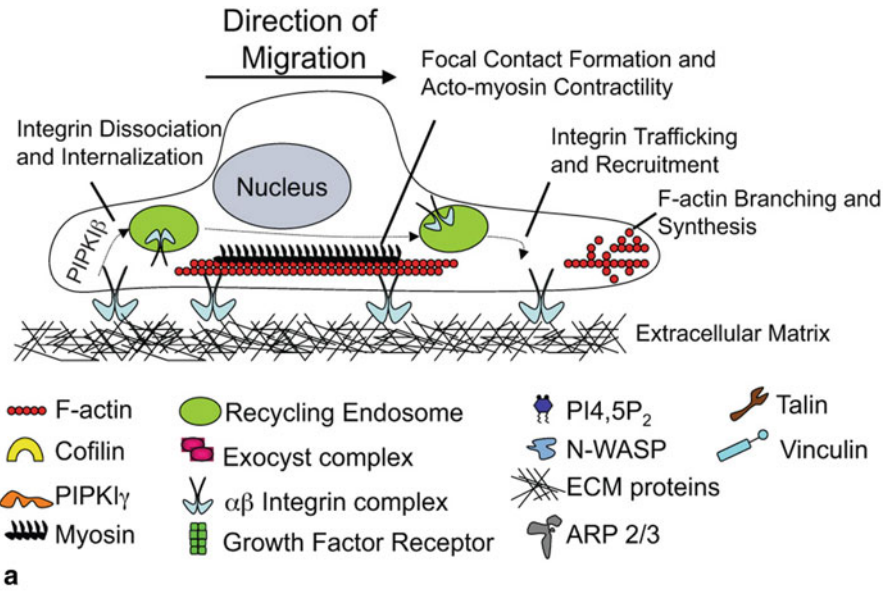 Direction of
Migration
Focal Contact Formation and
Acto-myosin Contractility
Integrin Dissociation
and Internalization
Integrin Trafficking
and Recruitment
F-actin Branching and
Synthesis
Nucleus
PIPKIβ
Extracellular Matrix
F-actin
Cofilin
PIPKIγ
Myosin
Recycling Endosome
Exocyst complex
αβ Integrin complex
Growth Factor Receptor
PI4,5P₂
N-WASP
ECM proteins
ARP 2/3
Talin
Vinculin
a